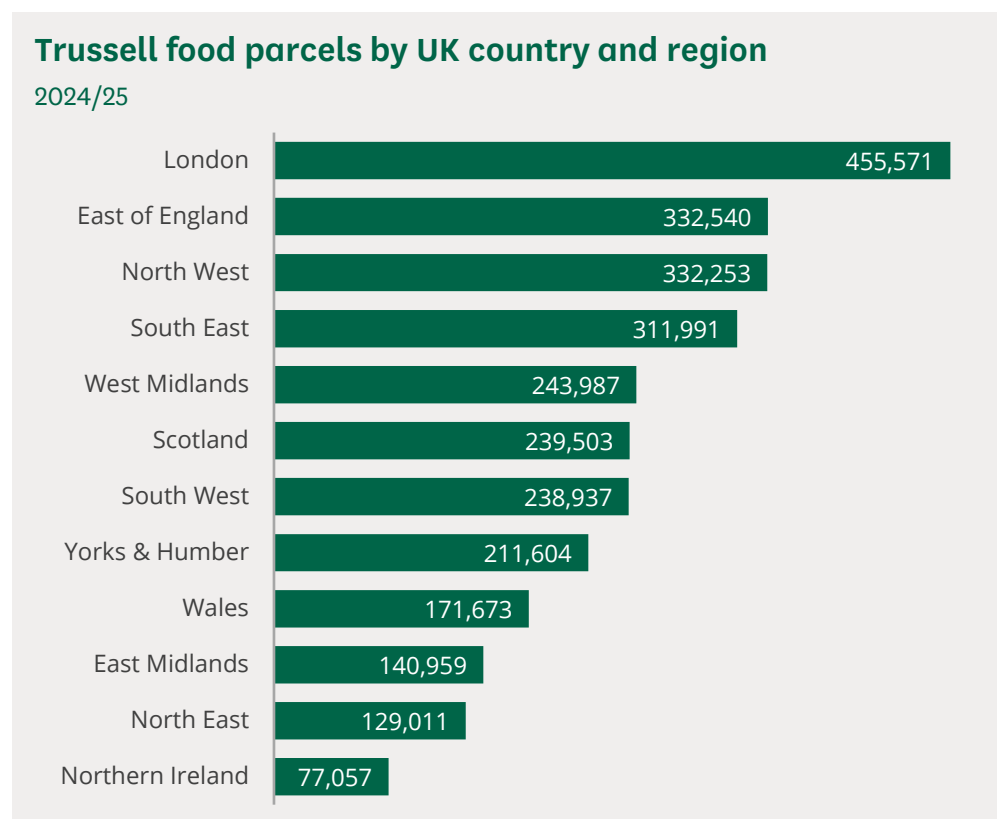 Trussell food parcels by UK country and region
2024/25
London 455,571
East of England 332,540
North West 332,253
South East 311,991
West Midlands 243,987
Scotland 239,503
South West 238,937
Yorks & Humber 211,604
Wales 171,673
East Midlands 140,959
North East 129,011
Northern Ireland 77,057